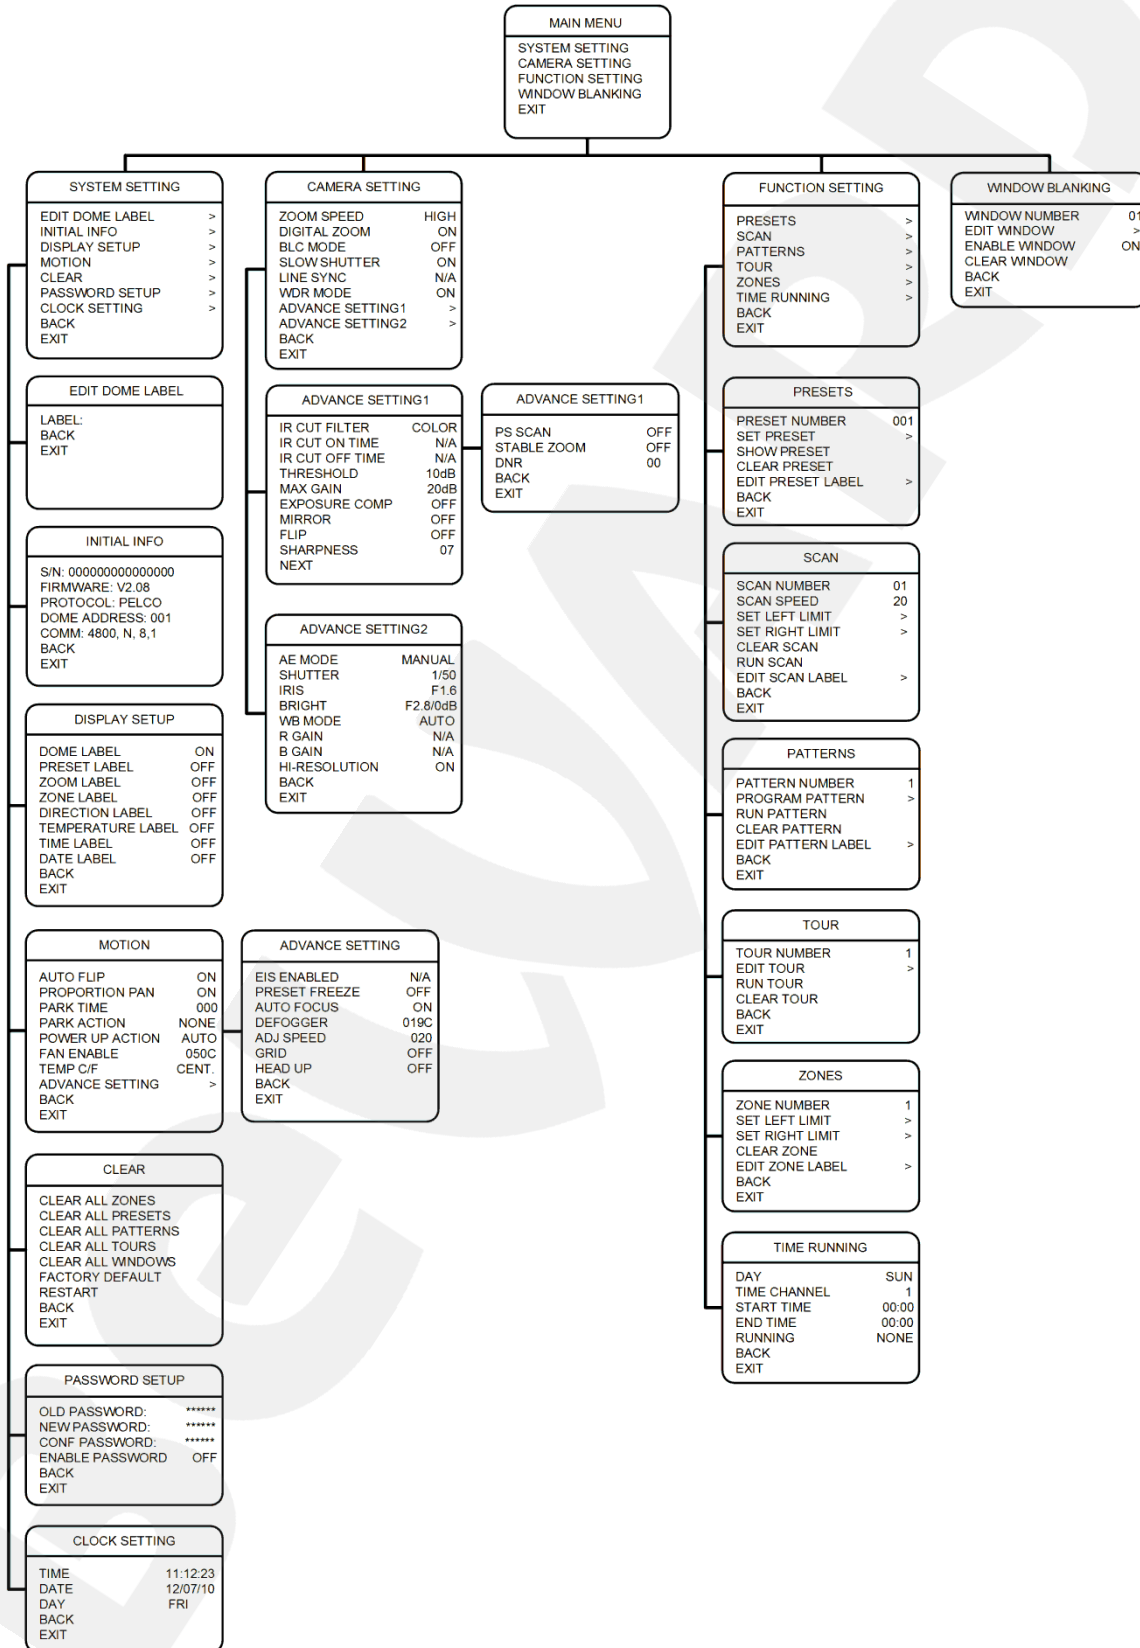 MAIN MENU
SYSTEM SETTING
CAMERA SETTING
FUNCTION SETTING
WINDOW BLANKING
EXIT
SYSTEM SETTING
EDIT DOME LABEL >
INITIAL INFO >
DISPLAY SETUP >
MOTION >
CLEAR >
PASSWORD SETUP >
CLOCK SETTING >
BACK
EXIT
EDIT DOME LABEL
LABEL:
BACK
EXIT
INITIAL INFO
S/N: 000000000000000
FIRMWARE: V2.08
PROTOCOL: PELCO
DOME ADDRESS: 001
COMM: 4800, N, 8,1
BACK
EXIT
DISPLAY SETUP
DOME LABEL ON
PRESET LABEL OFF
ZOOM LABEL OFF
ZONE LABEL OFF
DIRECTION LABEL OFF
TEMPERATURE LABEL OFF
TIME LABEL OFF
DATE LABEL OFF
BACK
EXIT
MOTION
AUTO FLIP ON
PROPORTION PAN ON
PARK TIME 000
PARK ACTION NONE
POWER UP ACTION AUTO
FAN ENABLE 050C
TEMP C/F CENT.
ADVANCE SETTING >
BACK
EXIT
ADVANCE SETTING
EIS ENABLED N/A
PRESET FREEZE OFF
AUTO FOCUS ON
DEFOGGER 019C
ADJ SPEED 020
GRID OFF
HEAD UP OFF
BACK
EXIT
CLEAR
CLEAR ALL ZONES
CLEAR ALL PRESETS
CLEAR ALL PATTERNS
CLEAR ALL TOURS
CLEAR ALL WINDOWS
FACTORY DEFAULT
RESTART
BACK
EXIT
PASSWORD SETUP
OLD PASSWORD: ******
NEW PASSWORD: ******
CONF PASSWORD: ******
ENABLE PASSWORD OFF
BACK
EXIT
CLOCK SETTING
TIME 11:12:23
DATE 12/07/10
DAY FRI
BACK
EXIT
CAMERA SETTING
ZOOM SPEED HIGH
DIGITAL ZOOM ON
BLC MODE OFF
SLOW SHUTTER ON
LINE SYNC N/A
WDR MODE ON
ADVANCE SETTING1 >
ADVANCE SETTING2 >
BACK
EXIT
ADVANCE SETTING1
IR CUT FILTER COLOR
IR CUT ON TIME N/A
IR CUT OFF TIME N/A
THRESHOLD 10dB
MAX GAIN 20dB
EXPOSURE COMP OFF
MIRROR OFF
FLIP OFF
SHARPNESS 07
NEXT
ADVANCE SETTING1
PS SCAN OFF
STABLE ZOOM OFF
DNR 00
BACK
EXIT
ADVANCE SETTING2
AE MODE MANUAL
SHUTTER 1/50
IRIS F1.6
BRIGHT F2.8/0dB
WB MODE AUTO
R GAIN N/A
B GAIN N/A
HI-RESOLUTION ON
BACK
EXIT
FUNCTION SETTING
PRESETS >
SCAN >
PATTERNS >
TOUR >
ZONES >
TIME RUNNING >
BACK
EXIT
PRESETS
PRESET NUMBER 001
SET PRESET >
SHOW PRESET
CLEAR PRESET
EDIT PRESET LABEL >
BACK
EXIT
SCAN
SCAN NUMBER 01
SCAN SPEED 20
SET LEFT LIMIT >
SET RIGHT LIMIT >
CLEAR SCAN
RUN SCAN
EDIT SCAN LABEL >
BACK
EXIT
PATTERNS
PATTERN NUMBER 1
PROGRAM PATTERN >
RUN PATTERN
CLEAR PATTERN
EDIT PATTERN LABEL >
BACK
EXIT
TOUR
TOUR NUMBER 1
EDIT TOUR >
RUN TOUR
CLEAR TOUR
BACK
EXIT
ZONES
ZONE NUMBER 1
SET LEFT LIMIT >
SET RIGHT LIMIT >
CLEAR ZONE
EDIT ZONE LABEL >
BACK
EXIT
TIME RUNNING
DAY SUN
TIME CHANNEL 1
START TIME 00:00
END TIME 00:00
RUNNING NONE
BACK
EXIT
WINDOW BLANKING
WINDOW NUMBER 01
EDIT WINDOW >
ENABLE WINDOW ON
CLEAR WINDOW
BACK
EXIT